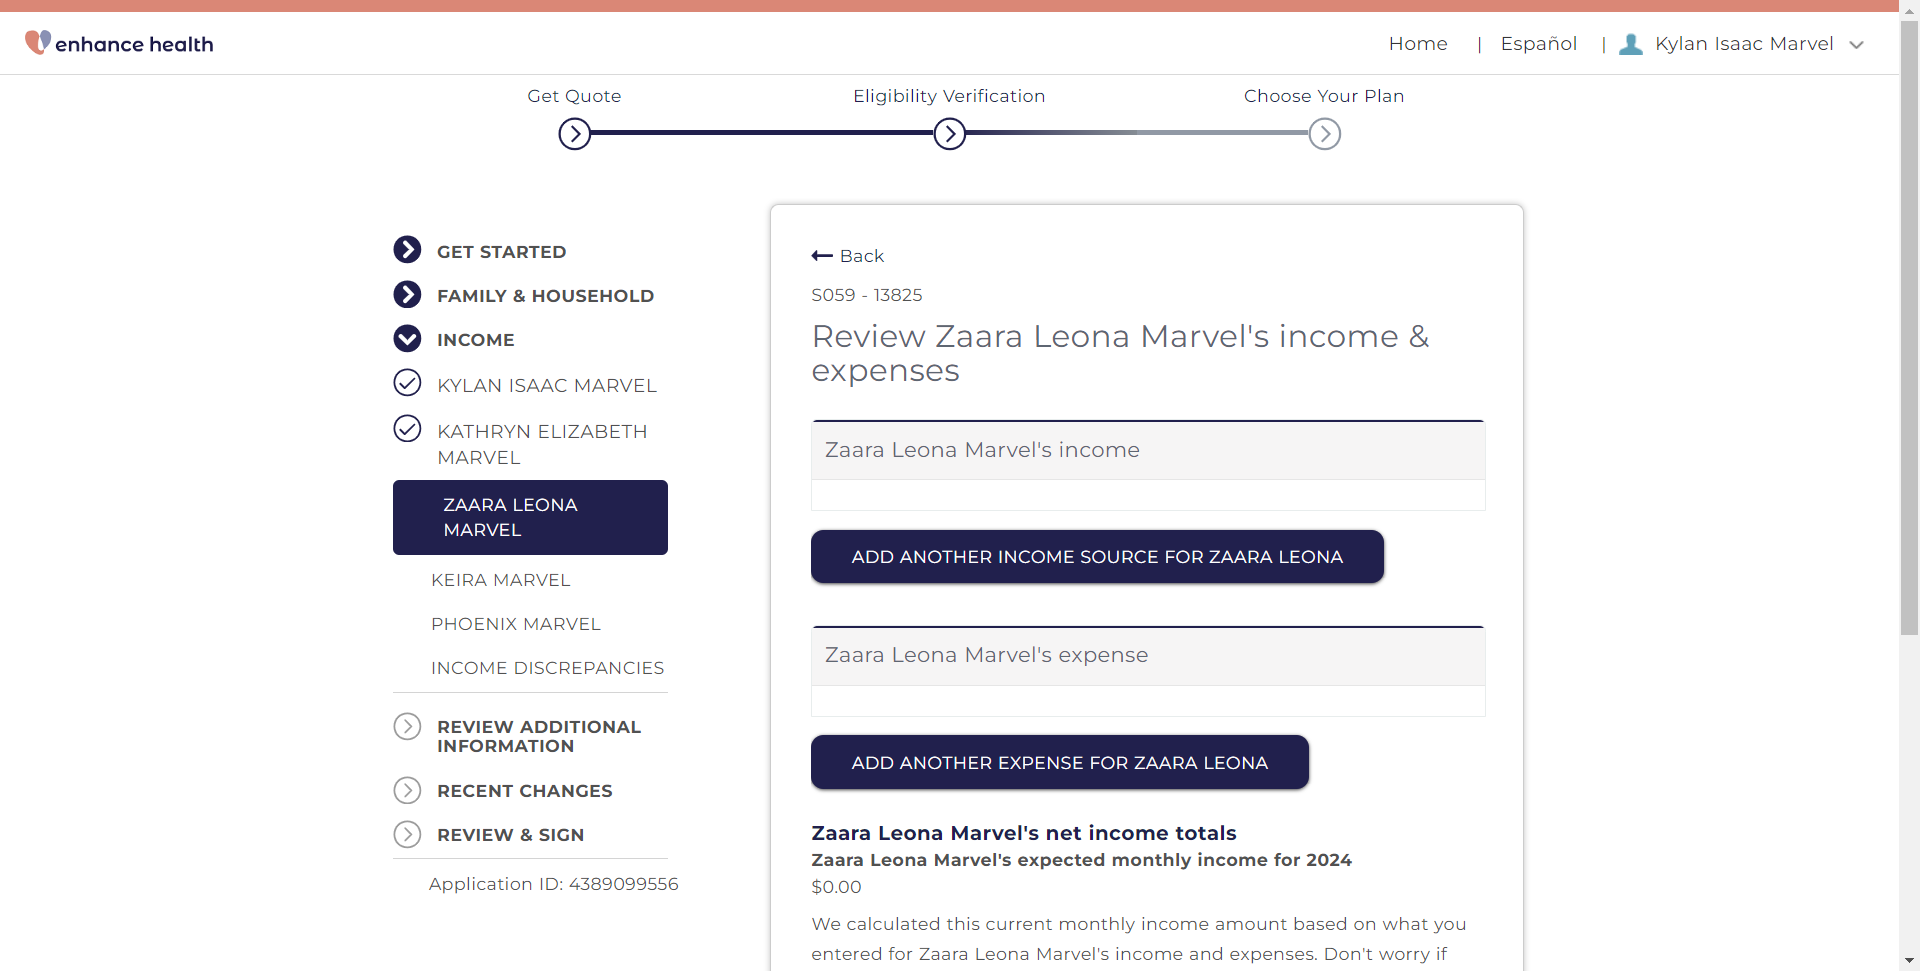 enhance health
Home | Español | Kylan Isaac Marvel
Get Quote
Eligibility Verification
Choose Your Plan
GET STARTED
FAMILY & HOUSEHOLD
INCOME
KYLAN ISAAC MARVEL
KATHRYN ELIZABETH
MARVEL
ZAARA LEONA
MARVEL
KEIRA MARVEL
PHOENIX MARVEL
INCOME DISCREPANCIES
REVIEW ADDITIONAL
INFORMATION
RECENT CHANGES
REVIEW & SIGN
Application ID: 4389099556
Back
S059 - 13825
Review Zaara Leona Marvel's income &
expenses
Zaara Leona Marvel's income
ADD ANOTHER INCOME SOURCE FOR ZAARA LEONA
Zaara Leona Marvel's expense
ADD ANOTHER EXPENSE FOR ZAARA LEONA
Zaara Leona Marvel's net income totals
Zaara Leona Marvel's expected monthly income for 2024
$0.00
We calculated this current monthly income amount based on what you
entered for Zaara Leona Marvel's income and expenses. Don't worry if